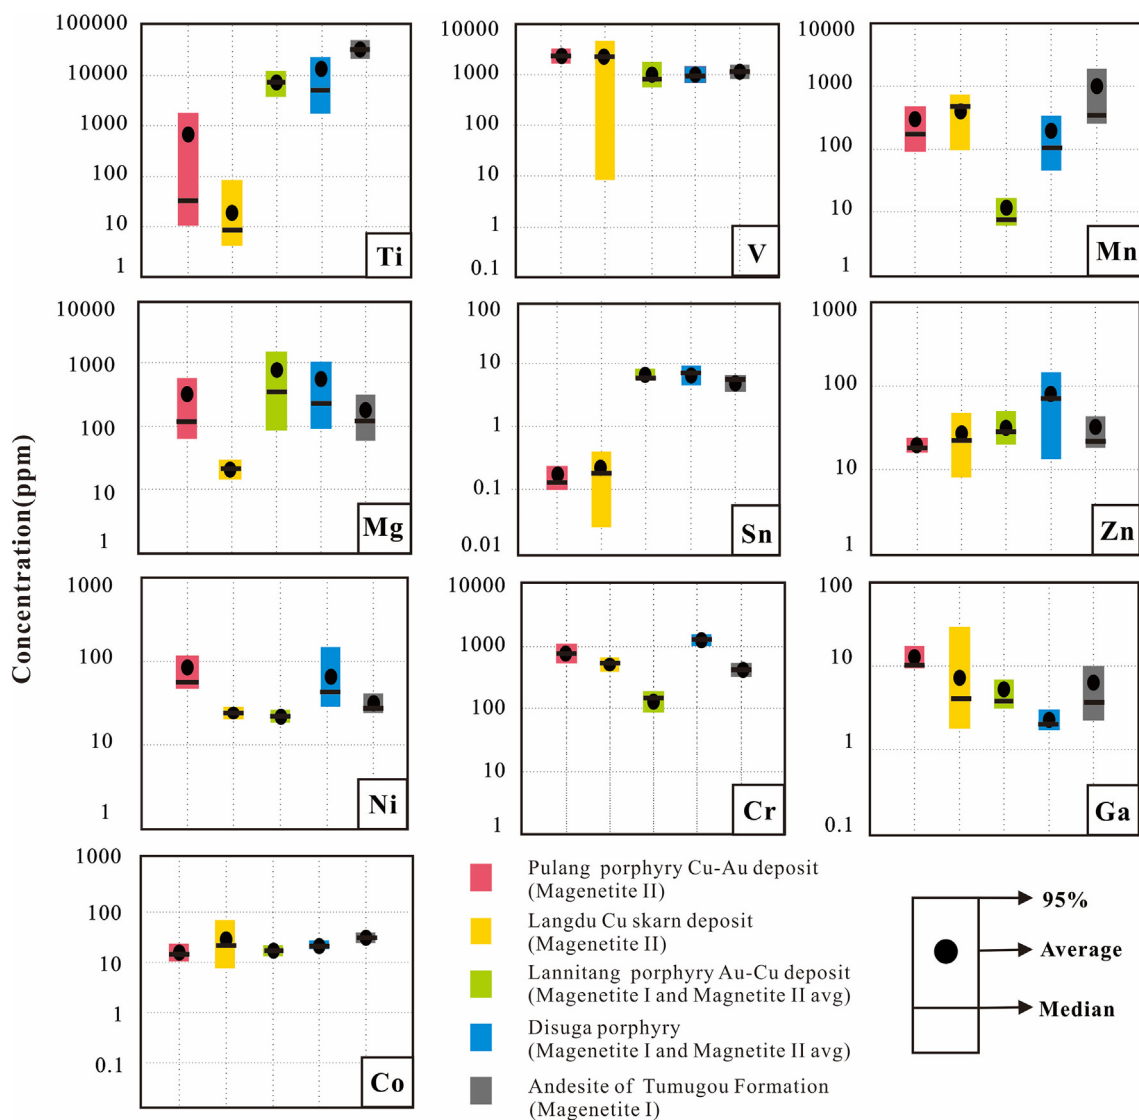 Concentration(ppm)
100000
10000
1000
100
10
1
Ti
10000
1000
100
10
1
0.1
V
10000
1000
100
10
1
Mn
10000
1000
100
10
1
Mg
100
10
1
0.1
0.01
Sn
1000
100
10
1
Zn
1000
100
10
1
Ni
10000
1000
100
10
1
Cr
100
10
1
0.1
Ga
1000
100
10
1
0.1
Co
Pulang porphyry Cu-Au deposit
(Magenetite II)
Langdu Cu skarn deposit
(Magenetite II)
Lannitang porphyry Au-Cu deposit
(Magenetite I and Magnetite II avg)
Disuga porphyry
(Magenetite I and Magnetite II avg)
Andesite of Tumugou Formation
(Magenetite I)
95%
Average
Median